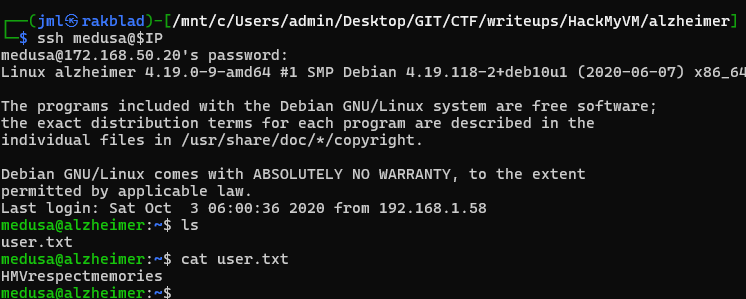 ┌──(jml㉿rakblad)-[/mnt/c/Users/admin/Desktop/GIT/CTF/writeups/HackMyVM/alzheimer]
└─$ ssh medusa@$IP
medusa@172.168.50.20's password:
Linux alzheimer 4.19.0-9-amd64 #1 SMP Debian 4.19.118-2+deb10u1 (2020-06-07) x86_64
The programs included with the Debian GNU/Linux system are free software;
the exact distribution terms for each program are described in the
individual files in /usr/share/doc/*/copyright.
Debian GNU/Linux comes with ABSOLUTELY NO WARRANTY, to the extent
permitted by applicable law.
Last login: Sat Oct  3 06:00:36 2020 from 192.168.1.58
medusa@alzheimer:~$ ls
user.txt
medusa@alzheimer:~$ cat user.txt
HMVrespectmemories
medusa@alzheimer:~$